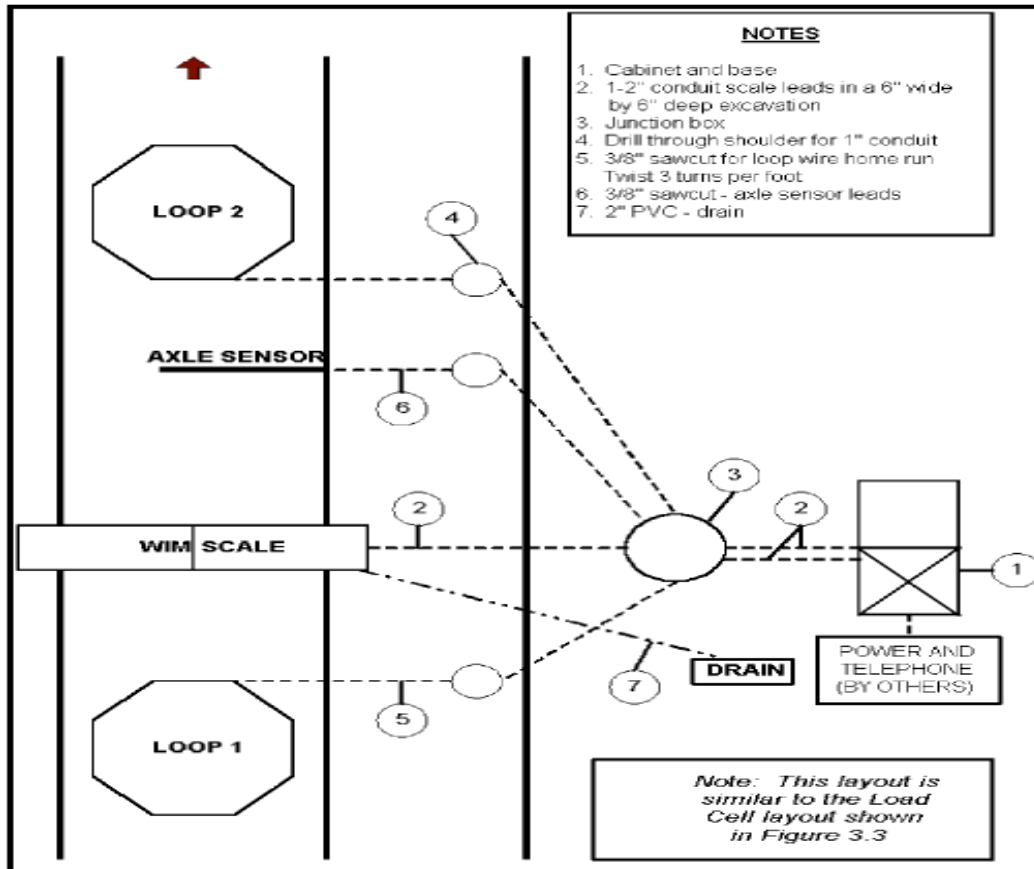 NOTES
1. Cabinet and base
2. 1-2" conduit scale leads in a 6" wide
by 6" deep excavation
3. Junction box
4. Drill through shoulder for 1" conduit
5. 3/8" sawcut for loop wire home run
Twist 3 turns per foot
6. 3/8" sawcut - axle sensor leads
7. 2" PVC - drain
LOOP 2
4
AXLE SENSOR
6
3
2
2
WIM SCALE
1
POWER AND
TELEPHONE
(BY OTHERS)
DRAIN
7
5
LOOP 1
Note: This layout is
similar to the Load
Cell layout shown
in Figure 3.3